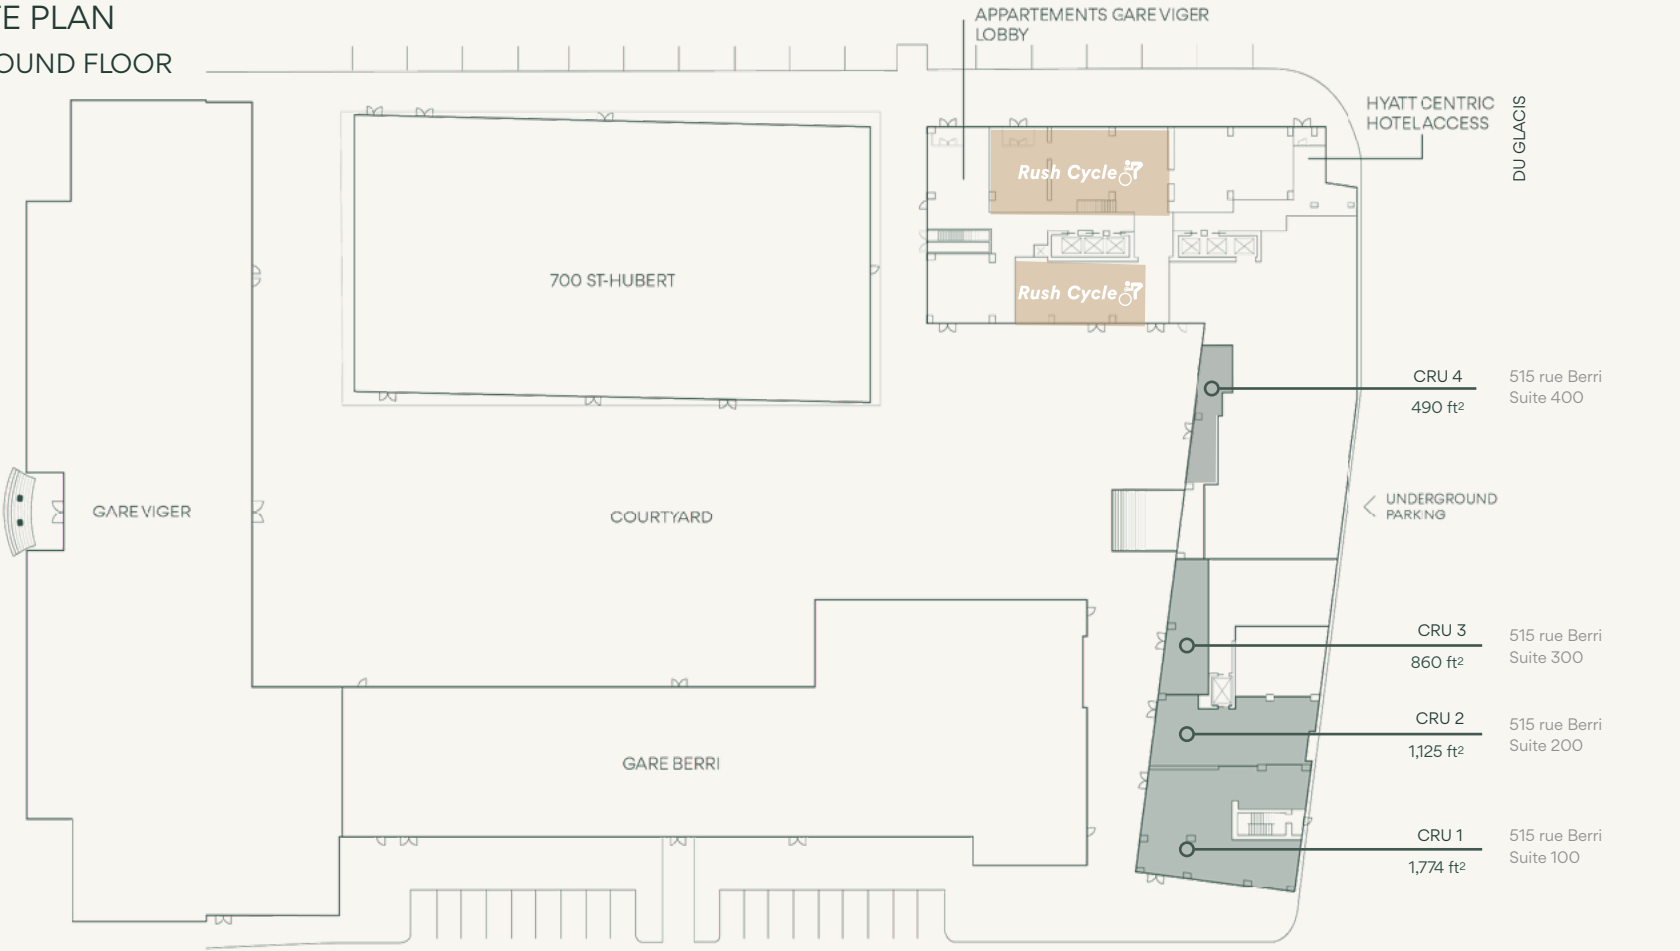 TE PLAN
OUND FLOOR
APPARTEMENTS GARE VIGER
LOBBY
HYATT CENTRIC
HOTEL ACCESS
DU GLACIS
Rush Cycle
Rush Cycle
700 ST-HUBERT
CRU 4
490 ft²
515 rue Berri
Suite 400
GARE VIGER
COURTYARD
UNDERGROUND
PARKING
CRU 3
860 ft²
515 rue Berri
Suite 300
CRU 2
1,125 ft²
515 rue Berri
Suite 200
GARE BERRI
CRU 1
1,774 ft²
515 rue Berri
Suite 100